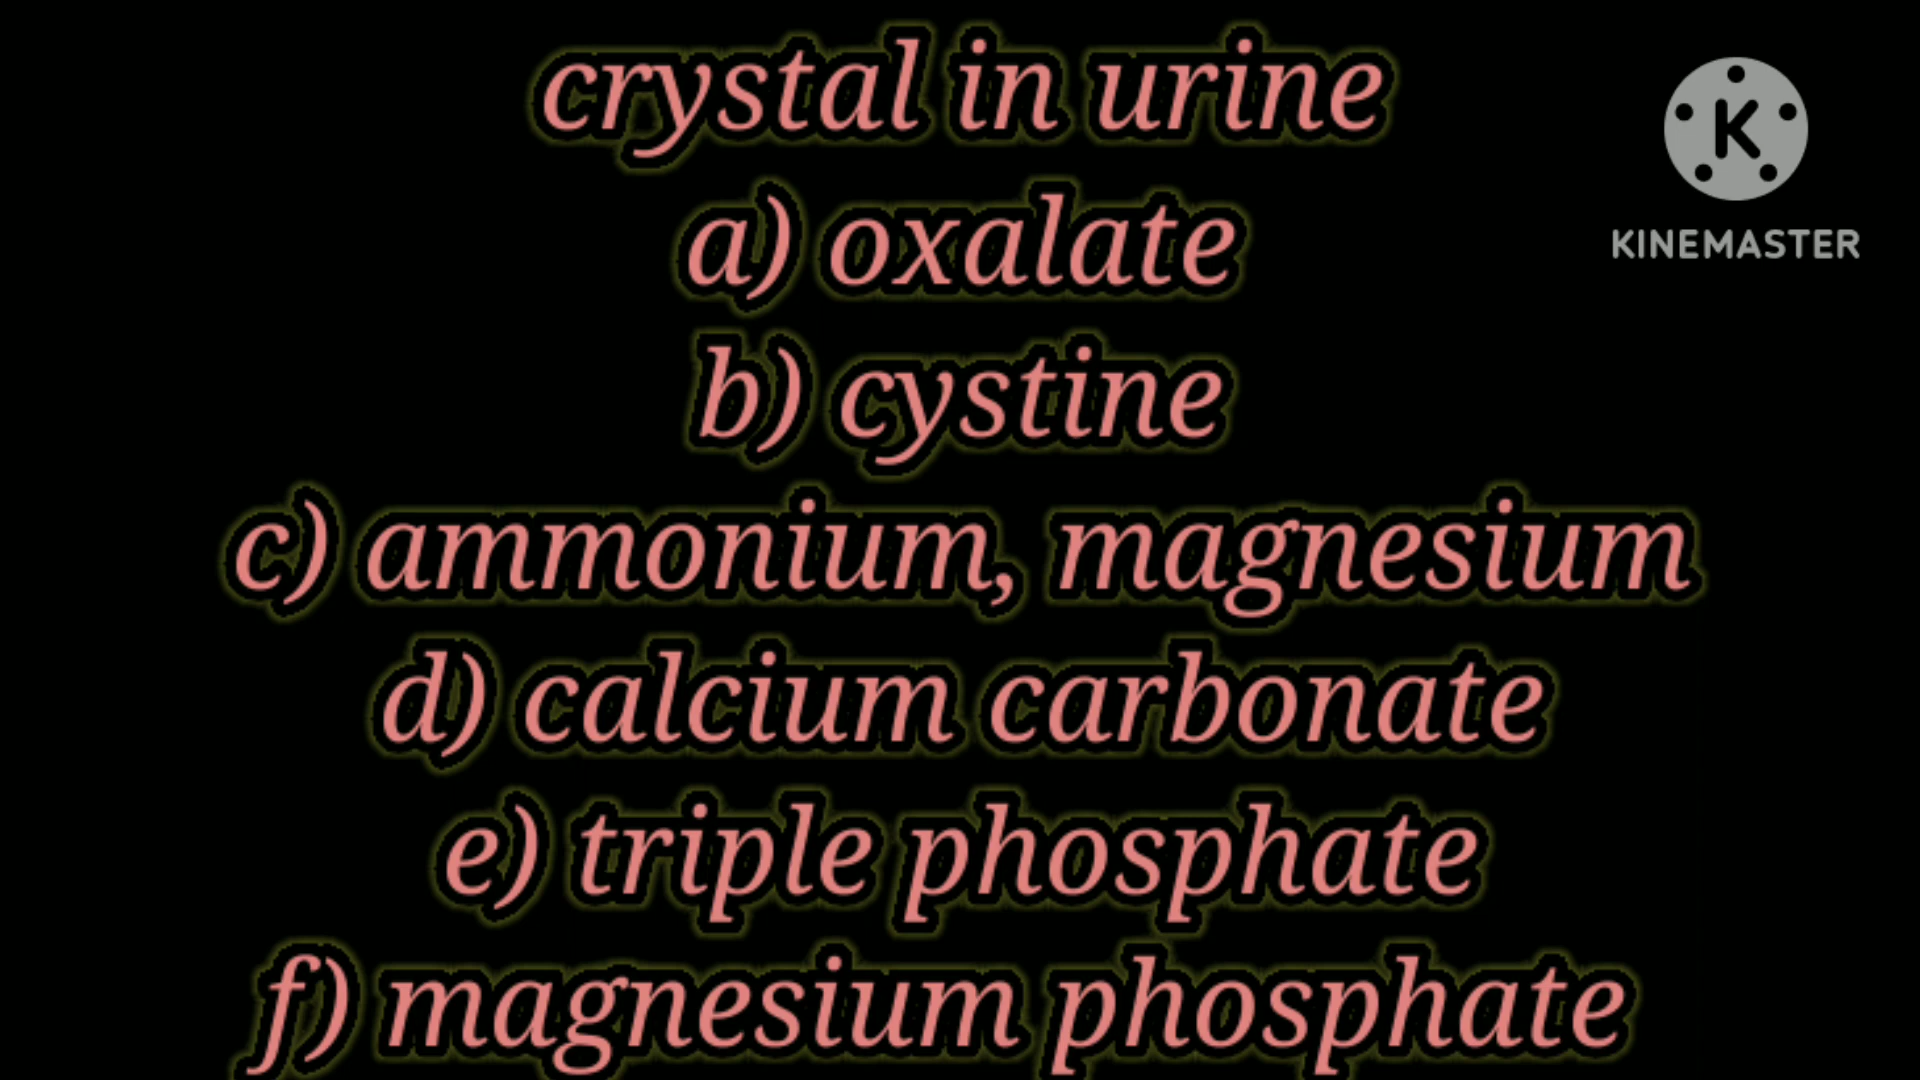 crystal in urine
a) oxalate
b) cystine
c) ammonium, magnesium
d) calcium carbonate
e) triple phosphate
f) magnesium phosphate
K
KINEMASTER